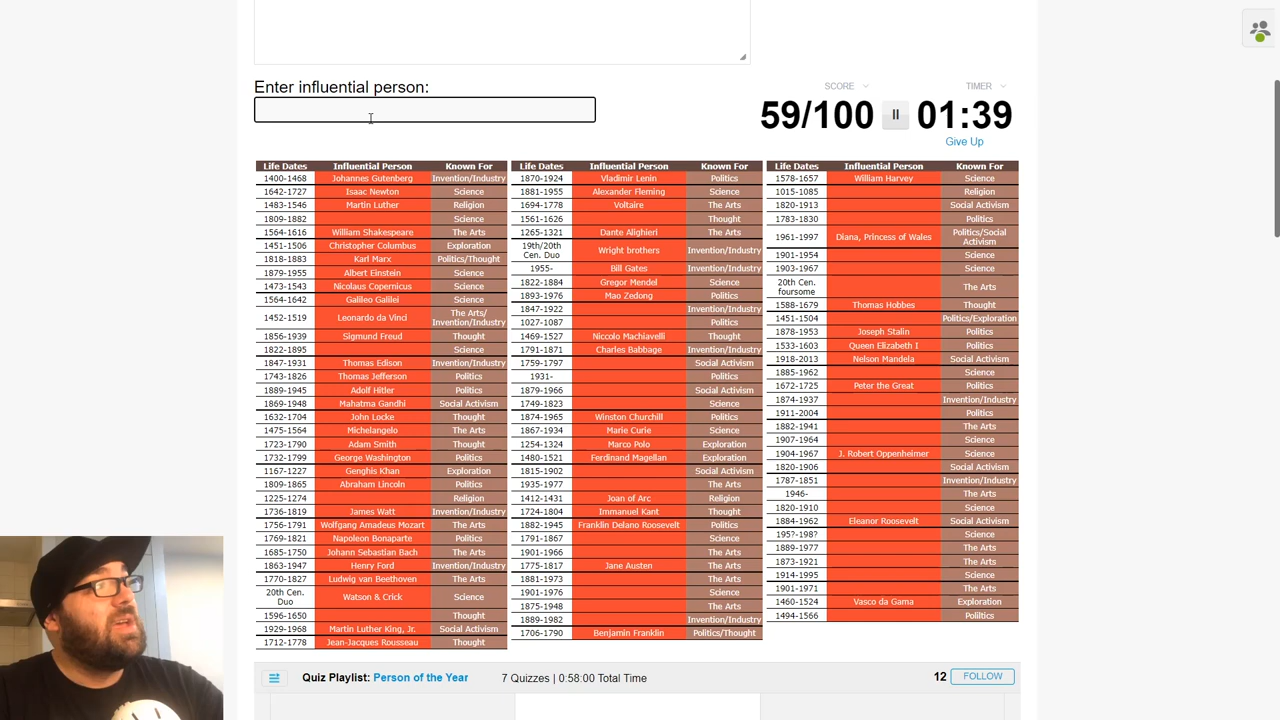 Enter influential person:
SCORE
TIMER
59/100
01:39
Give Up
Life Dates Influential Person Known For
1400-1468 Johannes Gutenberg Invention/Industry
1642-1727 Isaac Newton Science
1483-1546 Martin Luther Religion
1809-1882 Science
1564-1616 William Shakespeare The Arts
1451-1506 Christopher Columbus Exploration
1818-1883 Karl Marx Politics/Thought
1879-1955 Albert Einstein Science
1473-1543 Nicolaus Copernicus Science
1564-1642 Galileo Galilei Science
1452-1519 Leonardo da Vinci The Arts/
Invention/Industry
1856-1939 Sigmund Freud Thought
1822-1895 Science
1847-1931 Thomas Edison Invention/Industry
1743-1826 Thomas Jefferson Politics
1889-1945 Adolf Hitler Politics
1869-1948 Mahatma Gandhi Social Activism
1632-1704 John Locke Thought
1475-1564 Michelangelo The Arts
1723-1790 Adam Smith Thought
1732-1799 George Washington Politics
1167-1227 Genghis Khan Exploration
1809-1865 Abraham Lincoln Politics
1225-1274 Religion
1736-1819 James Watt Invention/Industry
1756-1791 Wolfgang Amadeus Mozart The Arts
1769-1821 Napoleon Bonaparte Politics
1685-1750 Johann Sebastian Bach The Arts
1863-1947 Henry Ford Invention/Industry
1770-1827 Ludwig van Beethoven The Arts
20th Cen.
Duo Watson & Crick Science
1596-1650 Thought
1929-1968 Martin Luther King, Jr. Social Activism
1712-1778 Jean-Jacques Rousseau Thought
Life Dates Influential Person Known For
1870-1924 Vladimir Lenin Politics
1881-1955 Alexander Fleming Science
1694-1778 Voltaire The Arts
1561-1626 Thought
1265-1321 Dante Alighieri The Arts
19th/20th
Cen. Duo Wright brothers Invention/Industry
1955- Bill Gates Invention/Industry
1822-1884 Gregor Mendel Science
1893-1976 Mao Zedong Politics
1847-1922 Invention/Industry
1027-1087 Politics
1469-1527 Niccolo Machiavelli Thought
1791-1871 Charles Babbage Invention/Industry
1759-1797 Social Activism
1931- Politics
1879-1966 Social Activism
1749-1823 Science
1874-1965 Winston Churchill Politics
1867-1934 Marie Curie Science
1254-1324 Marco Polo Exploration
1480-1521 Ferdinand Magellan Exploration
1815-1902 Social Activism
1935-1977 The Arts
1412-1431 Joan of Arc Religion
1724-1804 Immanuel Kant Thought
1882-1945 Franklin Delano Roosevelt Politics
1791-1867 Science
1901-1966 The Arts
1775-1817 Jane Austen The Arts
1881-1973 The Arts
1901-1976 Science
1875-1948 The Arts
1889-1982 Invention/Industry
1706-1790 Benjamin Franklin Politics/Thought
Life Dates Influential Person Known For
1578-1657 William Harvey Science
1015-1085 Religion
1820-1913 Social Activism
1783-1830 Politics
1961-1997 Diana, Princess of Wales Politics/Social
Activism
1901-1954 Science
1903-1967 Science
20th Cen.
foursome The Arts
1588-1679 Thomas Hobbes Thought
1451-1504 Politics/Exploration
1878-1953 Joseph Stalin Politics
1533-1603 Queen Elizabeth I Politics
1918-2013 Nelson Mandela Social Activism
1885-1962 Science
1672-1725 Peter the Great Politics
1874-1937 Invention/Industry
1911-2004 Politics
1882-1941 The Arts
1907-1964 Science
1904-1967 J. Robert Oppenheimer Science
1820-1906 Social Activism
1787-1851 Invention/Industry
1946- The Arts
1820-1910 Science
1884-1962 Eleanor Roosevelt Social Activism
195?-198? Science
1889-1977 The Arts
1873-1921 The Arts
1914-1995 Science
1901-1971 The Arts
1460-1524 Vasco da Gama Exploration
1494-1566 Poliltics
Quiz Playlist: Person of the Year
7 Quizzes | 0:58:00 Total Time
12 FOLLOW